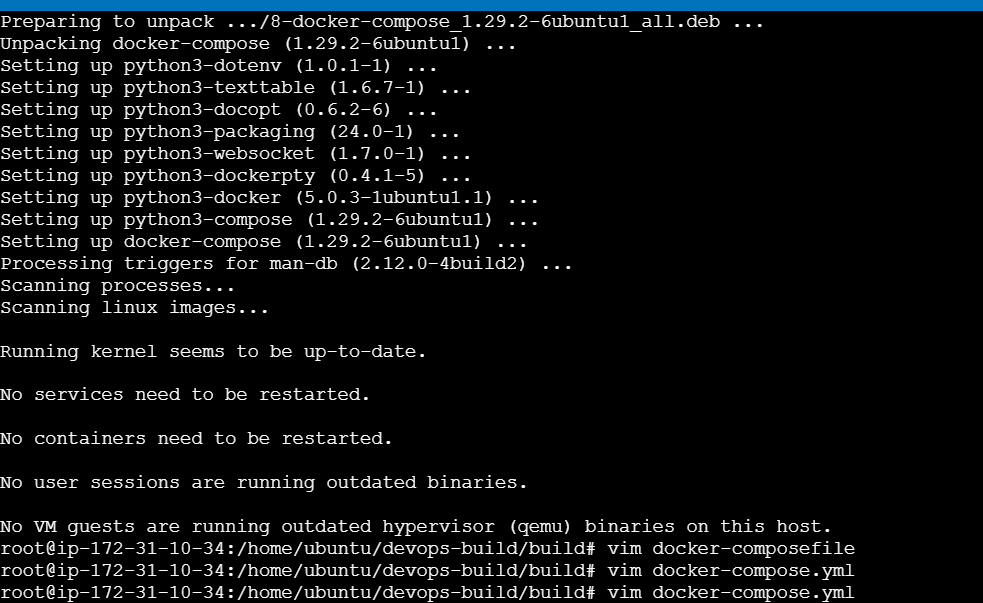 Preparing to unpack .../8-docker-compose_1.29.2-6ubuntu1_all.deb ...
Unpacking docker-compose (1.29.2-6ubuntu1) ...
Setting up python3-dotenv (1.0.1-1) ...
Setting up python3-texttable (1.6.7-1) ...
Setting up python3-docopt (0.6.2-6) ...
Setting up python3-packaging (24.0-1) ...
Setting up python3-websocket (1.7.0-1) ...
Setting up python3-dockerpty (0.4.1-5) ...
Setting up python3-docker (5.0.3-1ubuntu1.1) ...
Setting up python3-compose (1.29.2-6ubuntu1) ...
Setting up docker-compose (1.29.2-6ubuntu1) ...
Processing triggers for man-db (2.12.0-4build2) ...
Scanning processes...
Scanning linux images...
Running kernel seems to be up-to-date.
No services need to be restarted.
No containers need to be restarted.
No user sessions are running outdated binaries.
No VM guests are running outdated hypervisor (qemu) binaries on this host.
root@ip-172-31-10-34:/home/ubuntu/devops-build/build# vim docker-composefile
root@ip-172-31-10-34:/home/ubuntu/devops-build/build# vim docker-compose.yml
root@ip-172-31-10-34:/home/ubuntu/devops-build/build# vim docker-compose.yml